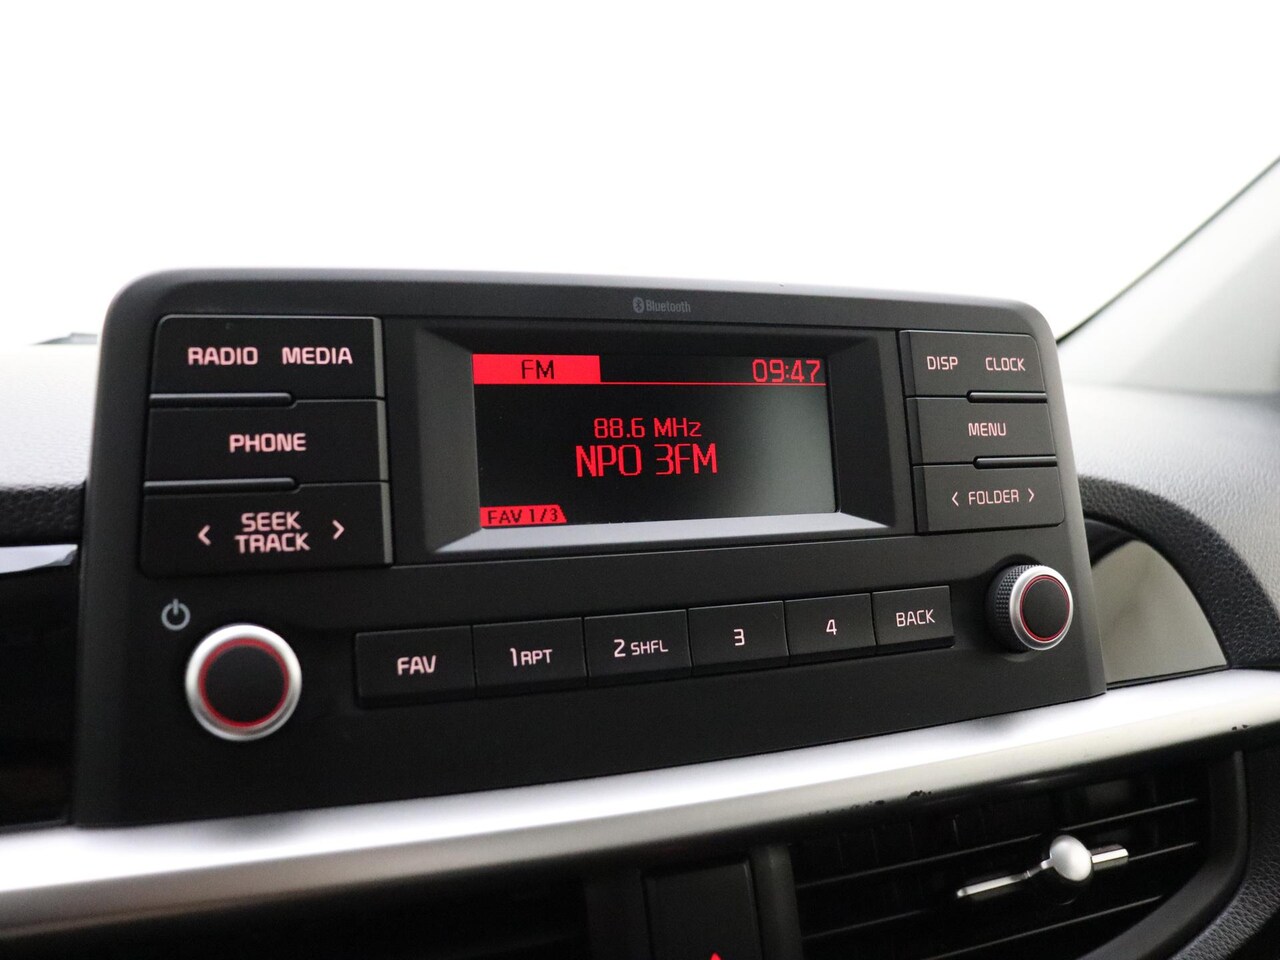 Bluetooth
RADIO MEDIA
PHONE
< SEEK TRACK >
FM 09:47
88.6 MHz
NPO 3FM
FAV 1/3
DISP CLOCK
MENU
< FOLDER >
FAV 1 RPT 2 SHFL 3 4 BACK